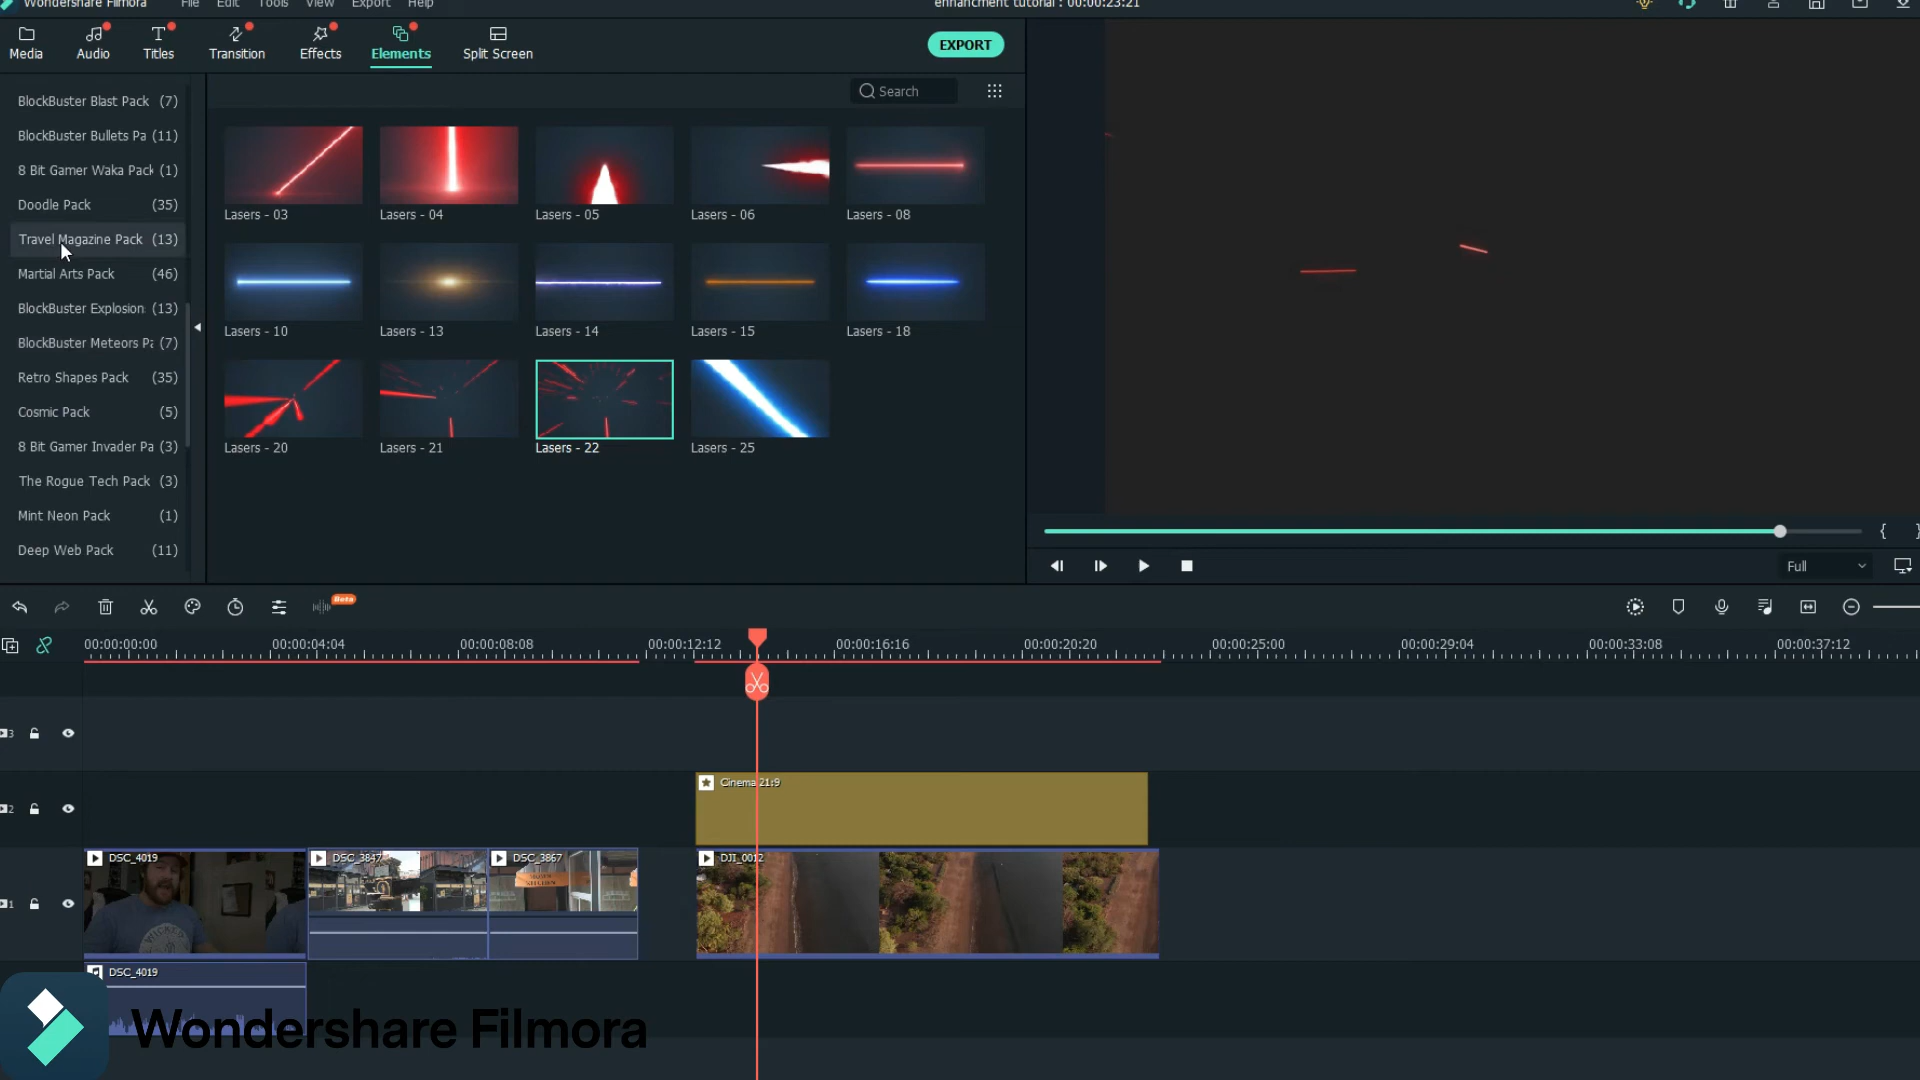 Wondershare Filmora File Edit Tools View Export Help
enhancment tutorial : 00:00:23:21
Media Audio Titles Transition Effects Elements Split Screen
EXPORT
Search
BlockBuster Blast Pack (7)
BlockBuster Bullets Pa (11)
8 Bit Gamer Waka Pack (1)
Doodle Pack (35)
Travel Magazine Pack (13)
Martial Arts Pack (46)
BlockBuster Explosion (13)
BlockBuster Meteors Pa (7)
Retro Shapes Pack (35)
Cosmic Pack (5)
8 Bit Gamer Invader Pa (3)
The Rogue Tech Pack (3)
Mint Neon Pack (1)
Deep Web Pack (11)
Lasers - 03 Lasers - 04 Lasers - 05 Lasers - 06 Lasers - 08
Lasers - 10 Lasers - 13 Lasers - 14 Lasers - 15 Lasers - 18
Lasers - 20 Lasers - 21 Lasers - 22 Lasers - 25
Full
Beta
00:00:00:00 00:00:04:04 00:00:08:08 00:00:12:12 00:00:16:16 00:00:20:20 00:00:25:00 00:00:29:04 00:00:33:08 00:00:37:12
3
2
Cinema 21:9
1
DSC_4019 DSC_3847 DSC_3867 DJI_0012
DSC_4019
Wondershare Filmora